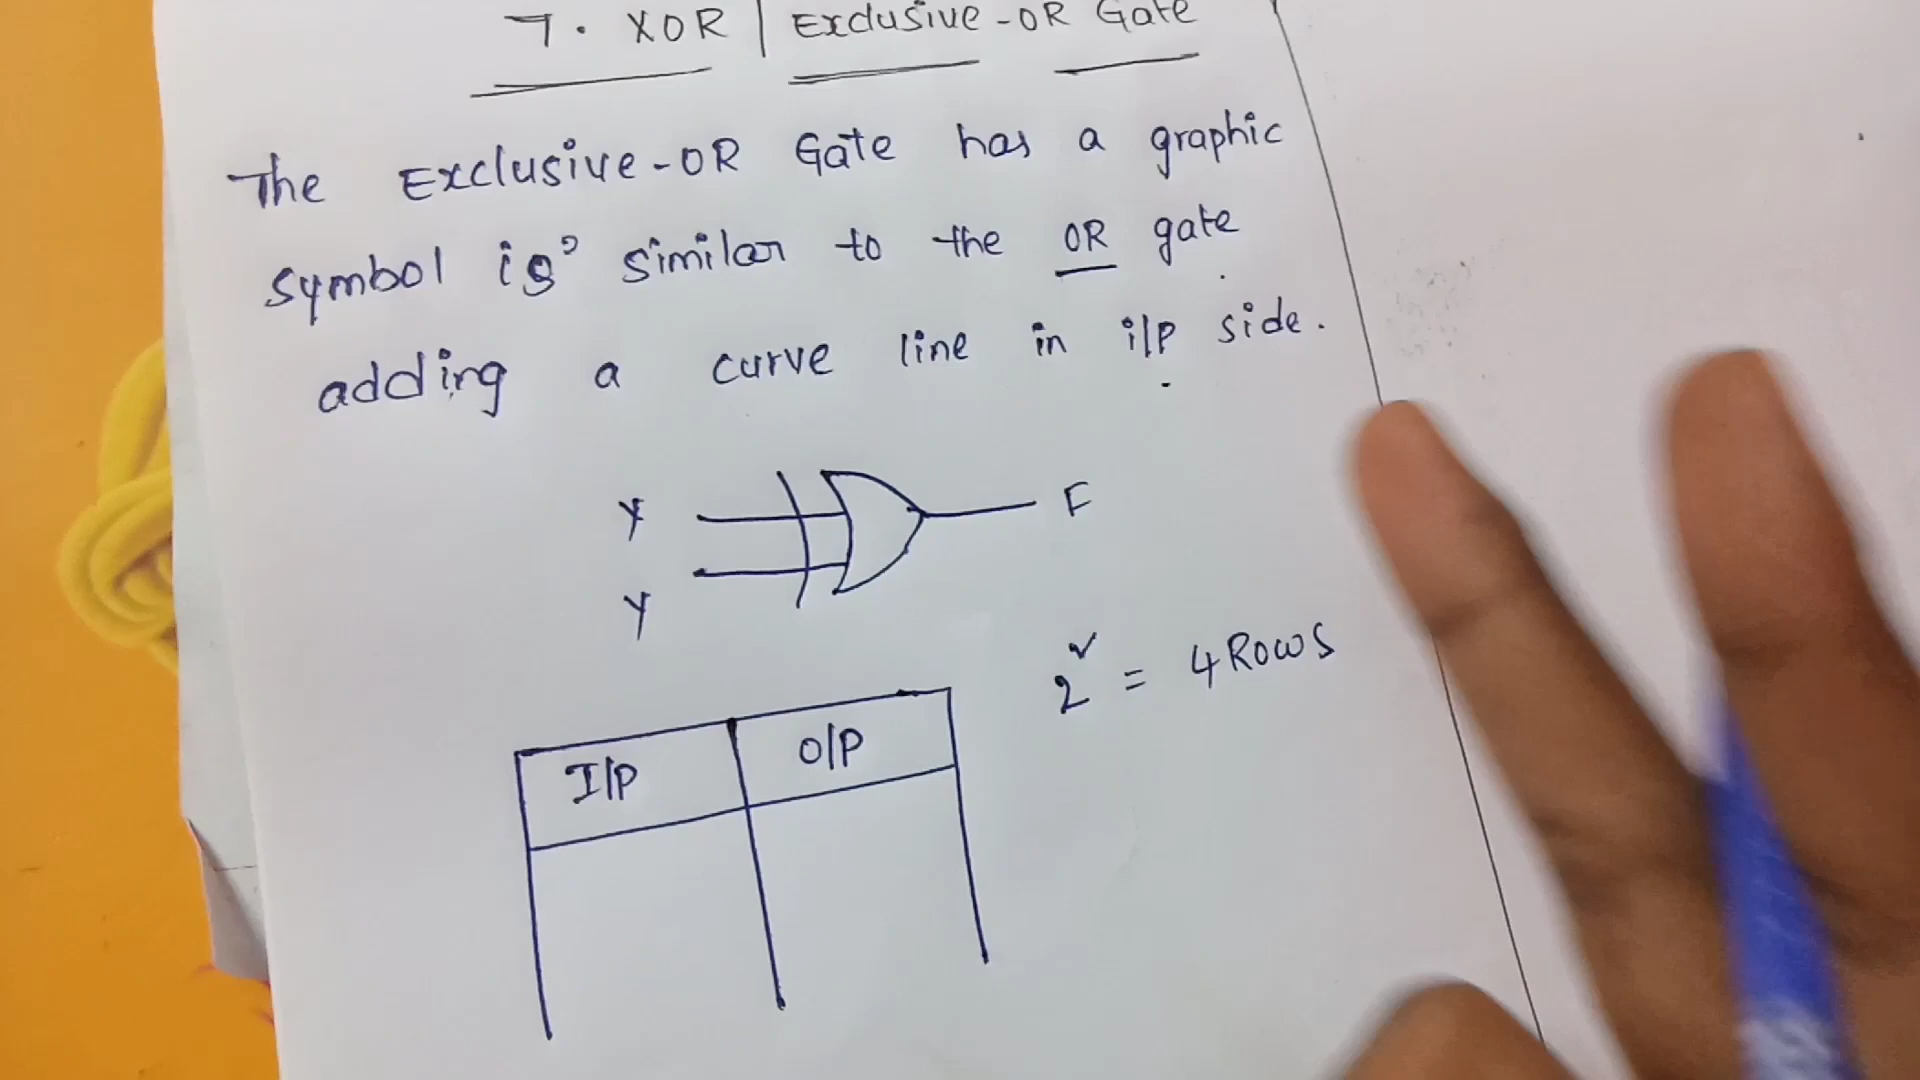 7. XOR | Exclusive-OR Gate
The Exclusive-OR Gate has a graphic
symbol is similar to the OR gate
adding a curve line in i/p side.
F
Y
2 = 4 Rows
I/P O/P